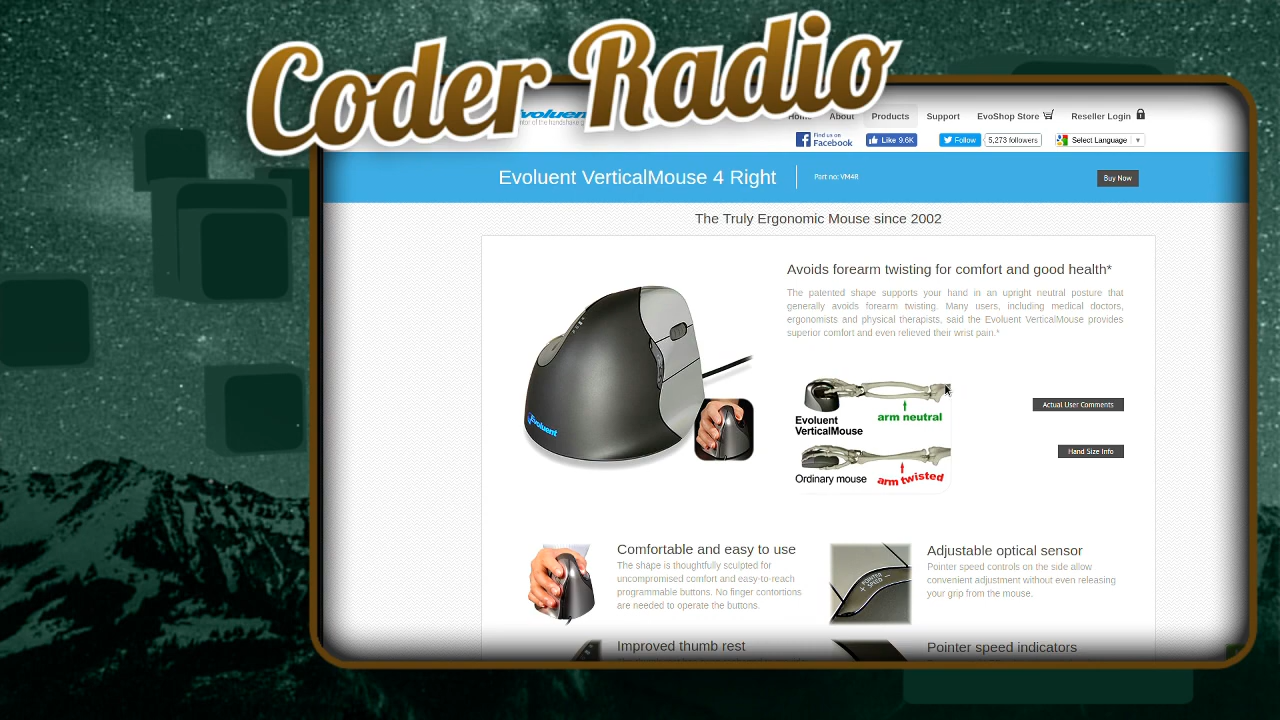 Coder Radio
Home About Products Support EvoShop Store Reseller Login
Find us on
Facebook
Like 9.6K
Follow
5,273 followers
Select Language
Evoluent VerticalMouse 4 Right
Part no: VM4R
Buy Now
The Truly Ergonomic Mouse since 2002
Avoids forearm twisting for comfort and good health*
The patented shape supports your hand in an upright neutral posture that
generally avoids forearm twisting. Many users, including medical doctors,
ergonomists and physical therapists, said the Evoluent VerticalMouse provides
superior comfort and even relieved their wrist pain.*
Evoluent
Evoluent
VerticalMouse
arm neutral
Ordinary mouse
arm twisted
Actual User Comments
Hand Size Info
Comfortable and easy to use
The shape is thoughtfully sculpted for
uncompromised comfort and easy-to-reach
programmable buttons. No finger contortions
are needed to operate the buttons.
Adjustable optical sensor
Pointer speed controls on the side allow
convenient adjustment without even releasing
your grip from the mouse.
POINTER
+ SPEED −
Improved thumb rest
Pointer speed indicators